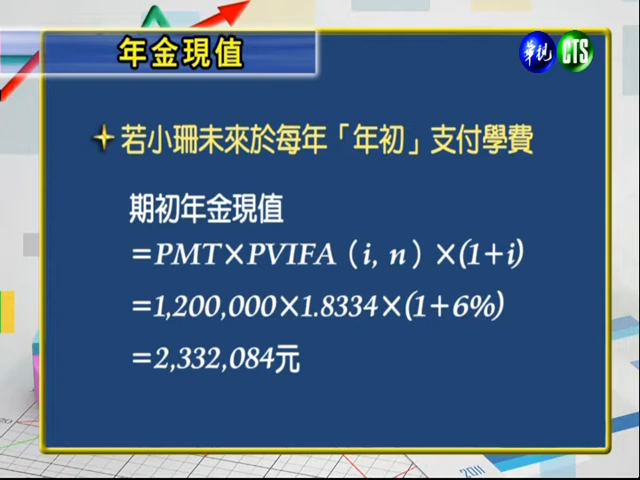 年金現值
華視 CTS
若小珊未來於每年「年初」支付學費
期初年金現值
=PMT×PVIFA(i, n)×(1+i)
=1,200,000×1.8334×(1+6%)
=2,332,084元
2011